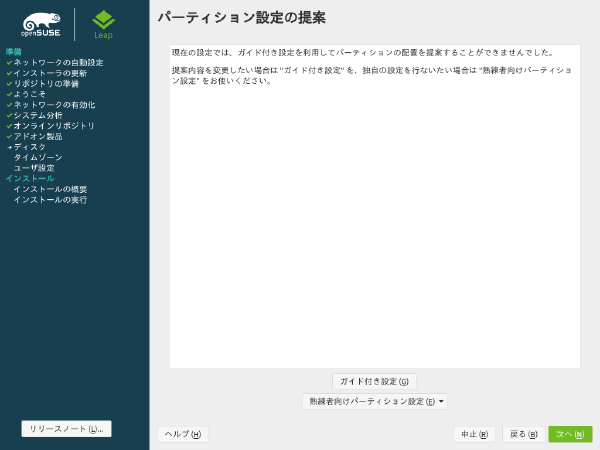 openSUSE
Leap
準備
ネットワークの自動設定
インストーラの更新
リポジトリの準備
ようこそ
ネットワークの有効化
システム分析
オンラインリポジトリ
アドオン製品
ディスク
タイムゾーン
ユーザ設定
インストール
インストールの概要
インストールの実行
リリースノート (L)...
パーティション設定の提案
現在の設定では、ガイド付き設定を利用してパーティションの配置を提案することができませんでした。
提案内容を変更したい場合は "ガイド付き設定" を、独自の設定を行ないたい場合は "熟練者向けパーティショ
ン設定" をお使いください。
ガイド付き設定 (G)
熟練者向けパーティション設定 (E)
ヘルプ (H)
中止 (R)
戻る (B)
次へ (N)